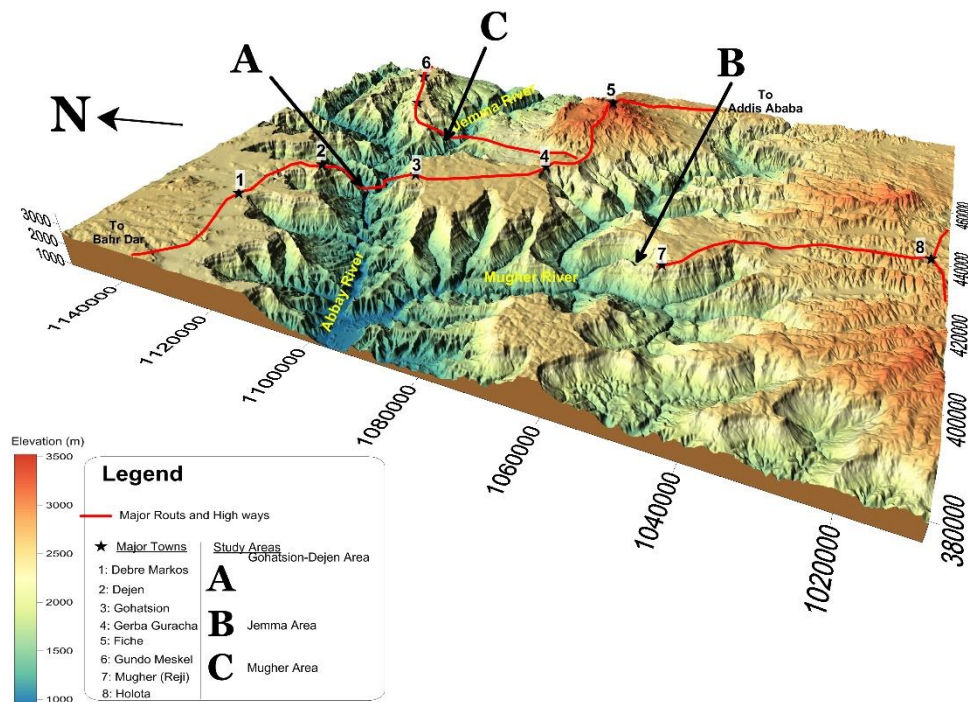 C
A
B
6
5
To
Addis Ababa
N
Jemma River
2
3
4
1
3000
2000
1000
To
Bahr Dar
7
8
Mugher River
Abbay River
460000
440000
420000
400000
380000
1140000
1120000
1100000
1080000
1060000
1040000
1020000
Elevation (m)
3500
3000
2500
2000
1500
1000
Legend
Major Routs and High ways
★ Major Towns
1: Debre Markos
2: Dejen
3: Gohatsion
4: Gerba Guracha
5: Fiche
6: Gundo Meskel
7: Mugher (Reji)
8: Holota
Study Areas
Gohatsion-Dejen Area
A
B Jemma Area
C Mugher Area